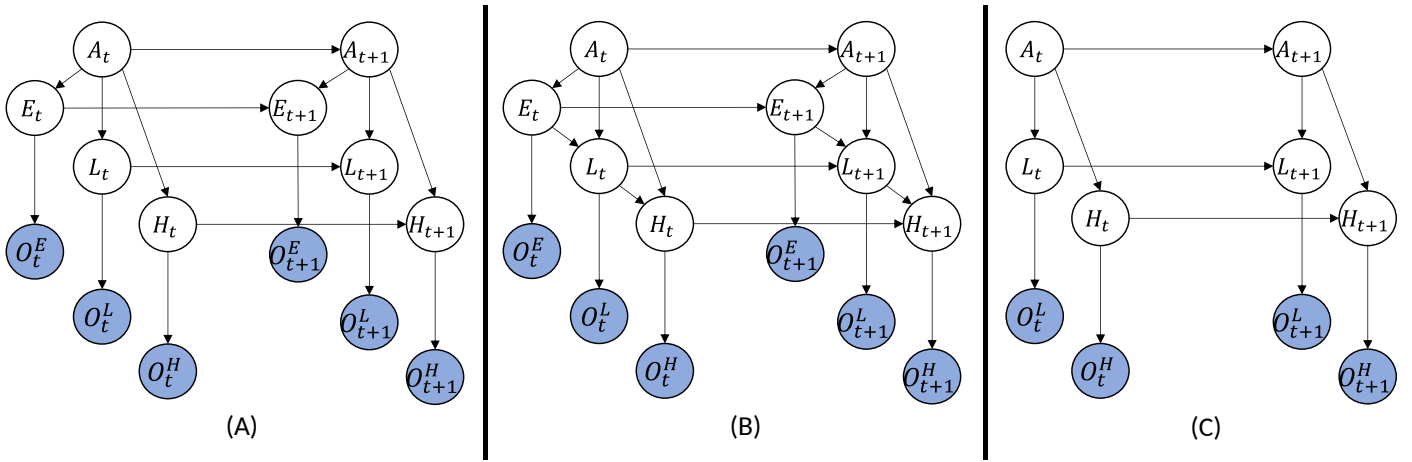 A_t A_{t+1} A_t A_{t+1} A_t A_{t+1}
E_t E_{t+1} E_t E_{t+1}
L_t L_{t+1} L_t L_{t+1} L_t L_{t+1}
H_t H_{t+1} H_t H_{t+1} H_t H_{t+1}
O_t^E O_{t+1}^E O_t^E O_{t+1}^E
O_t^L O_{t+1}^L O_t^L O_{t+1}^L O_t^L O_{t+1}^L
O_t^H O_{t+1}^H O_t^H O_{t+1}^H O_t^H O_{t+1}^H
(A) (B) (C)